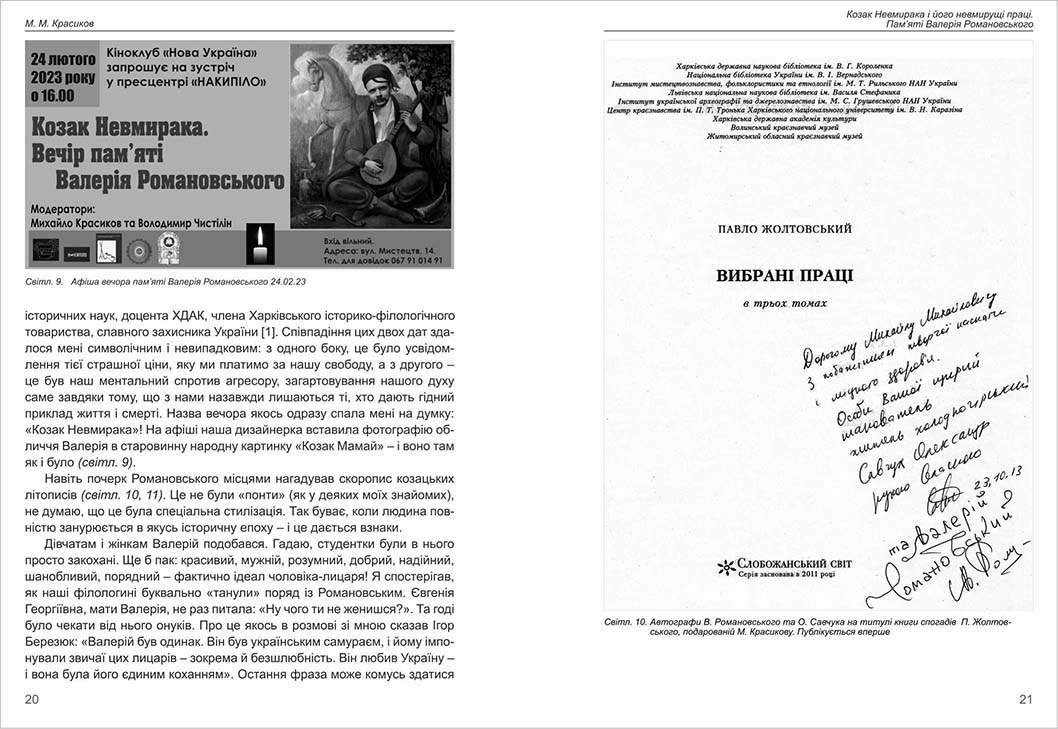 М. М. Красиков
24 лютого
2023 року
о 16.00
Кіноклуб «Нова Україна»
запрошує на зустріч
у пресцентрі «НАКИПІЛО»
Козак Невмирака.
Вечір пам’яті
Валерія Романовського
Модератори:
Михайло Красиков та Володимир Чистілін
Вхід вільний.
Адреса: вул. Мистецтв, 14.
Тел. для довідок 067 91 014 91
Світл. 9. Афіша вечора пам’яті Валерія Романовського 24.02.23
історичних наук, доцента ХДАК, члена Харківського історико-філологічного
товариства, славного захисника України [1]. Співпадіння цих двох дат зда-
лося мені символічним і невипадковим: з одного боку, це було усвідом-
лення тієї страшної ціни, яку ми платимо за нашу свободу, а з другого –
це був наш ментальний спротив агресору, загартовування нашого духу
саме завдяки тому, що з нами назавжди лишаються ті, хто дають гідний
приклад життя і смерті. Назва вечора якось одразу спала мені на думку:
«Козак Невмирака»! На афіші наша дизайнерка вставила фотографію об-
личчя Валерія в старовинну народну картинку «Козак Мамай» – і воно там
як і було (світл. 9).
Навіть почерк Романовського місцями нагадував скоропис козацьких
літописів (світл. 10, 11). Це не були «понти» (як у деяких моїх знайомих),
не думаю, що це була спеціальна стилізація. Так буває, коли людина пов-
ністю занурюється в якусь історичну епоху – і це дається взнаки.
Дівчатам і жінкам Валерій подобався. Гадаю, студентки були в нього
просто закохані. Ще б пак: красивий, мужній, розумний, добрий, надійний,
шанобливий, порядний – фактично ідеал чоловіка-лицаря! Я спостерігав,
як наші філологині буквально «танули» поряд із Романовським. Євгенія
Георгіївна, мати Валерія, не раз питала: «Ну чого ти не женишся?». Та годі
було чекати від нього онуків. Про це якось в розмові зі мною сказав Ігор
Березюк: «Валерій був одинак. Він був українським самураєм, і йому імпо-
нували звичаї цих лицарів – зокрема й безшлюбність. Він любив Україну –
і вона була його єдиним коханням». Остання фраза може комусь здатися
20
Козак Невмирака і його невмирущі праці.
Пам’яті Валерія Романовського
Харківська державна наукова бібліотека ім. В. Г. Короленка
Національна бібліотека України ім. В. І. Вернадського
Інститут мистецтвознавства, фольклористики та етнології ім. М. Т. Рильського НАН України
Львівська національна наукова бібліотека ім. Василя Стефаника
Інститут української археографії та джерелознавства ім. М. С. Грушевського НАН України
Центр краєзнавства ім. П. Т. Тронька Харківського національного університету ім. В. Н. Каразіна
Харківська державна академія культури
Волинський краєзнавчий музей
Житомирський обласний краєзнавчий музей
ПАВЛО ЖОЛТОВСЬКИЙ
ВИБРАНІ ПРАЦІ
в трьох томах
Дорогому Михайлу Михайловичу
з побажанням творчої наснаги
і міцного здоров’я.
Особи Вашої щирий
шанователь
житель холодногірський
Савчук Олександр
рукою власною
23.10.13
та Валерій
Романовський
Слобожанський світ
Серія заснована в 2011 році
Світл. 10. Автографи В. Романовського та О. Савчука на титулі книги спогадів П. Жолтов-
ського, подарованій М. Красикову. Публікується вперше
21